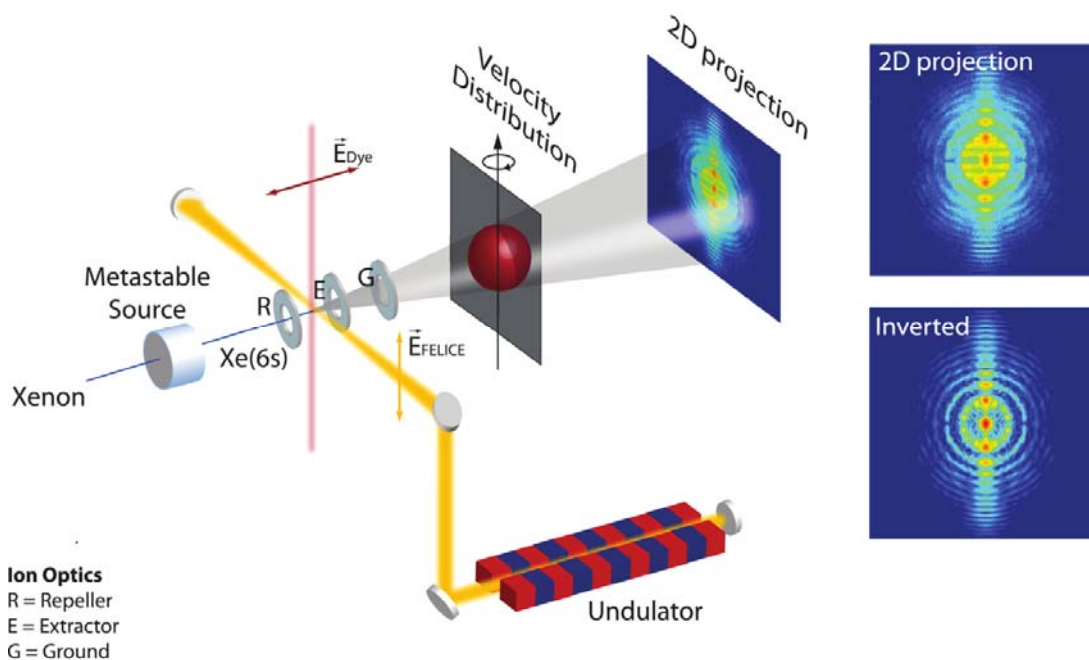 Velocity
Distribution
2D projection
E⃗Dye
Metastable
Source
R
E
G
Xe(6s)
Xenon
E⃗FELICE
Undulator
Ion Optics
R = Repeller
E = Extractor
G = Ground
2D projection
Inverted